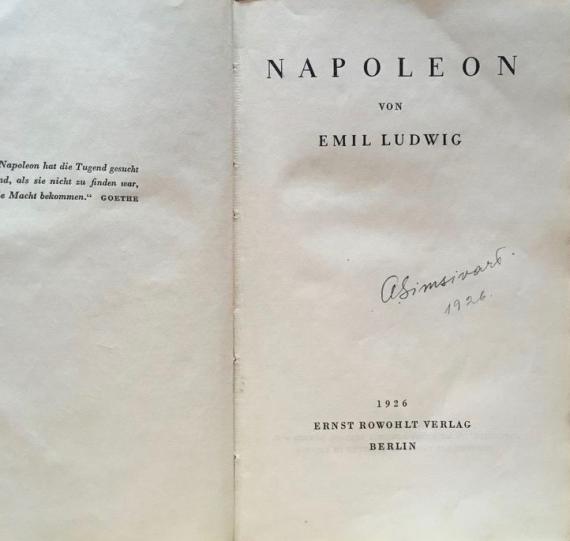 Napoleon hat die Tugend gesucht
nd, als sie nicht zu finden war,
e Macht bekommen.“ GOETHE
NAPOLEON
VON
EMIL LUDWIG
1926.
1926
ERNST ROWOHLT VERLAG
BERLIN